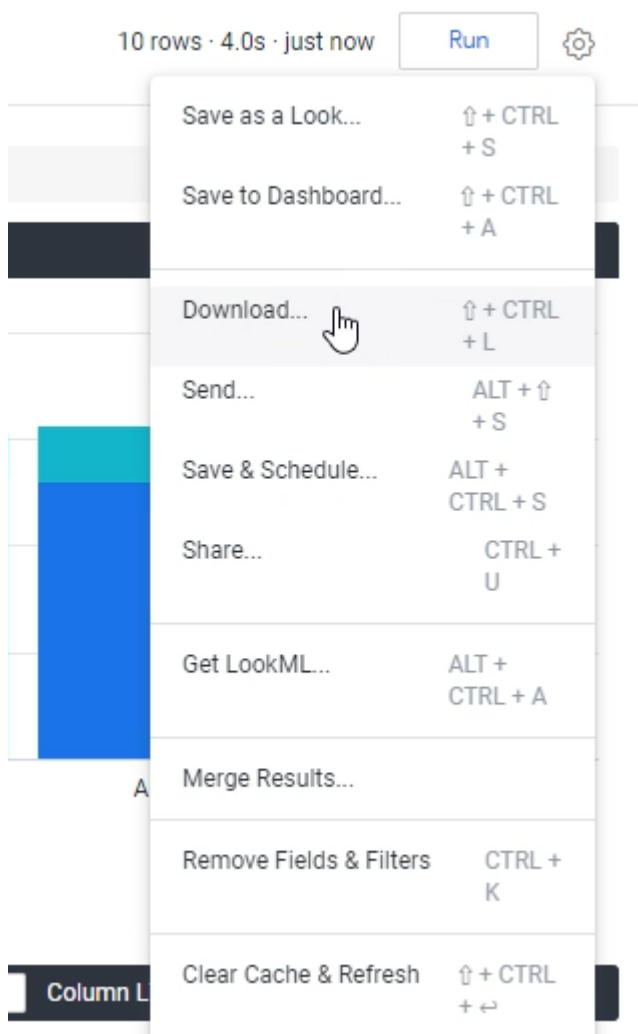 10 rows · 4.0s · just now Run
Save as a Look... ⇧ + CTRL
+ S
Save to Dashboard... ⇧ + CTRL
+ A
Download... ⇧ + CTRL
+ L
Send... ALT + ⇧
+ S
Save & Schedule... ALT +
CTRL + S
Share... CTRL +
U
Get LookML... ALT +
CTRL + A
A
Merge Results...
Remove Fields & Filters CTRL +
K
Clear Cache & Refresh ⇧ + CTRL
+ ↩
Column L